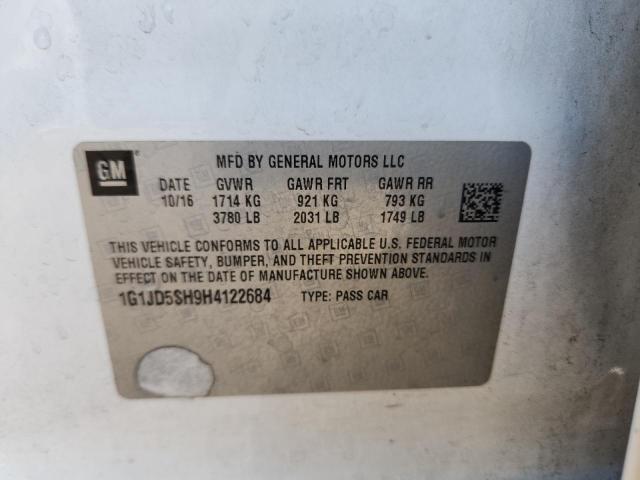 GM
MFD BY GENERAL MOTORS LLC
DATE GVWR GAWR FRT GAWR RR
10/16 1714 KG 921 KG 793 KG
3780 LB 2031 LB 1749 LB
THIS VEHICLE CONFORMS TO ALL APPLICABLE U.S. FEDERAL MOTOR
VEHICLE SAFETY, BUMPER, AND THEFT PREVENTION STANDARDS IN
EFFECT ON THE DATE OF MANUFACTURE SHOWN ABOVE.
1G1JD5SH9H4122684 TYPE: PASS CAR